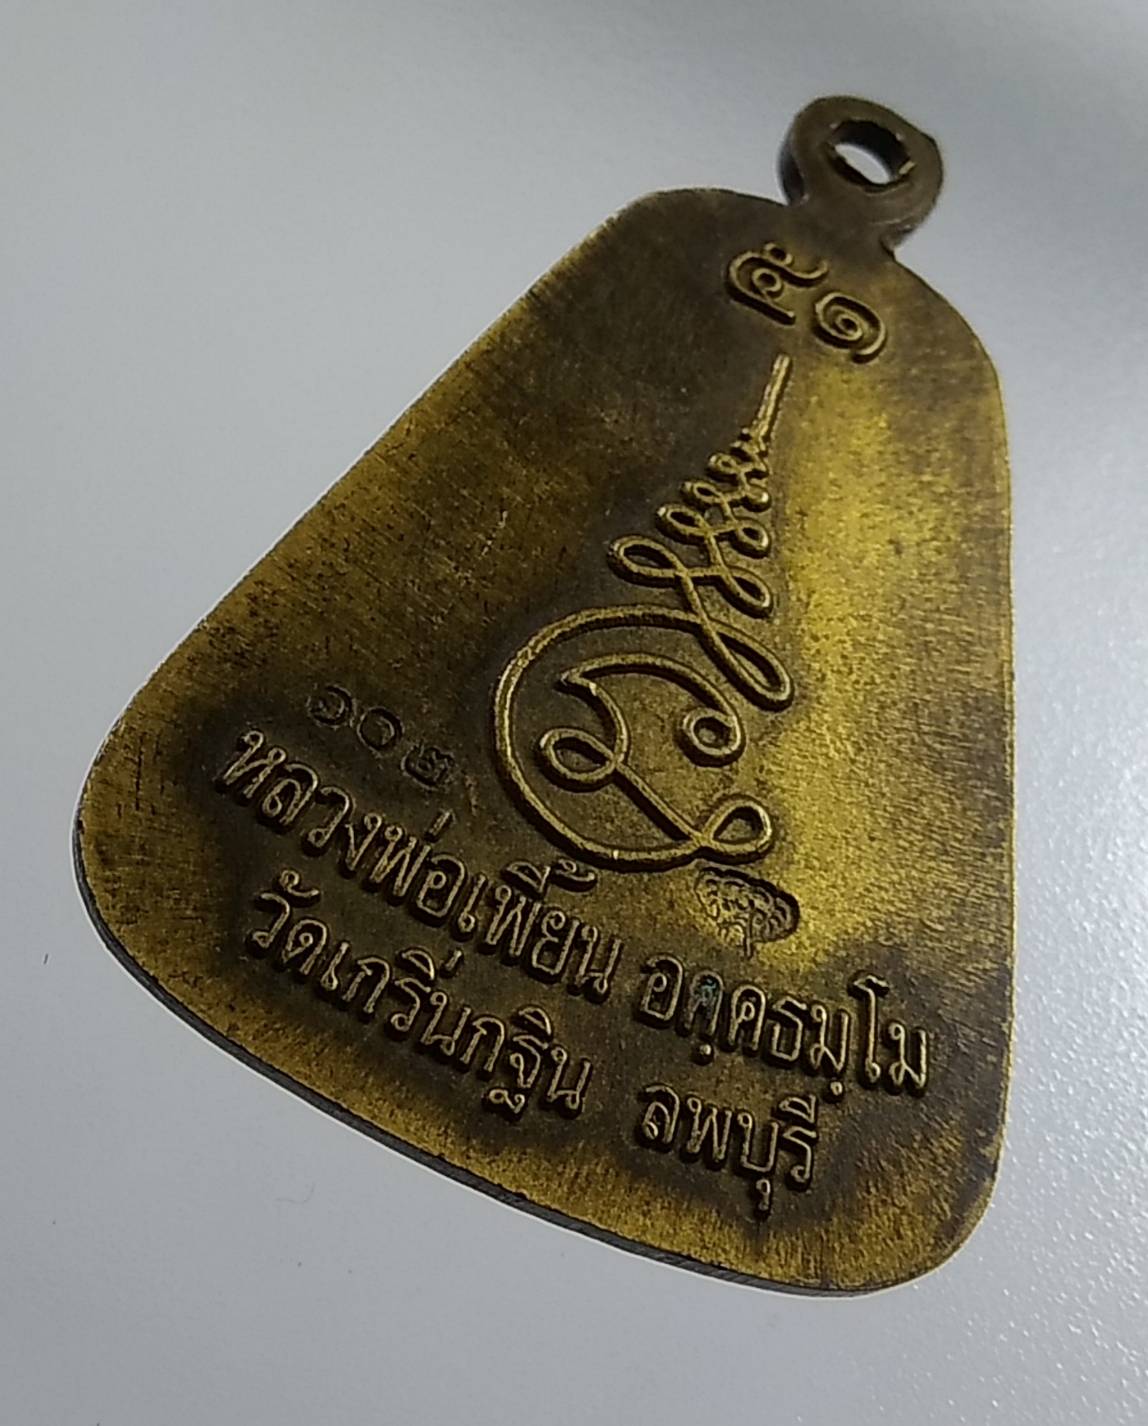 ๕๑
๑๐๒
หลวงพ่อเพี้ยน อคฺคธมฺโม
วัดเกริ่นกฐิน ลพบุรี